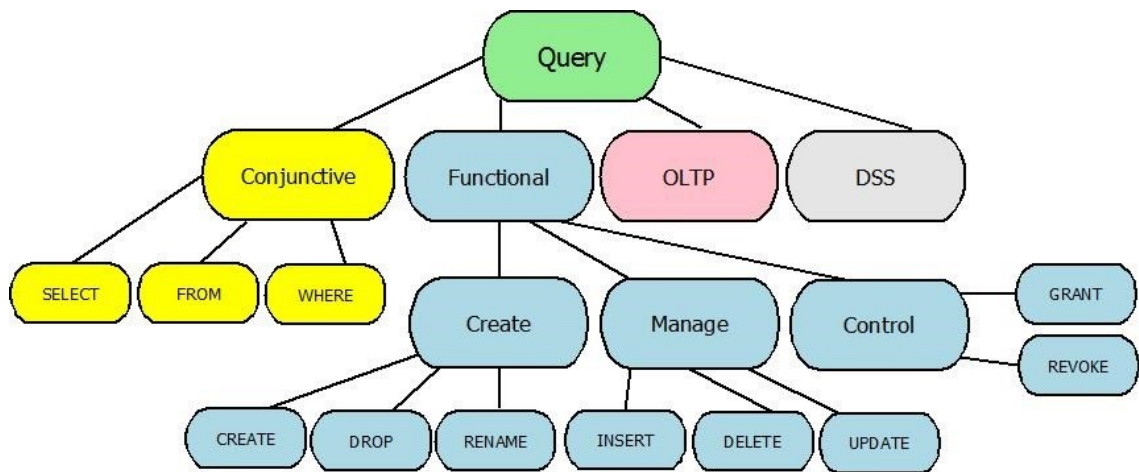 Query
Conjunctive
Functional
OLTP
DSS
SELECT
FROM
WHERE
Create
Manage
Control
GRANT
REVOKE
CREATE
DROP
RENAME
INSERT
DELETE
UPDATE